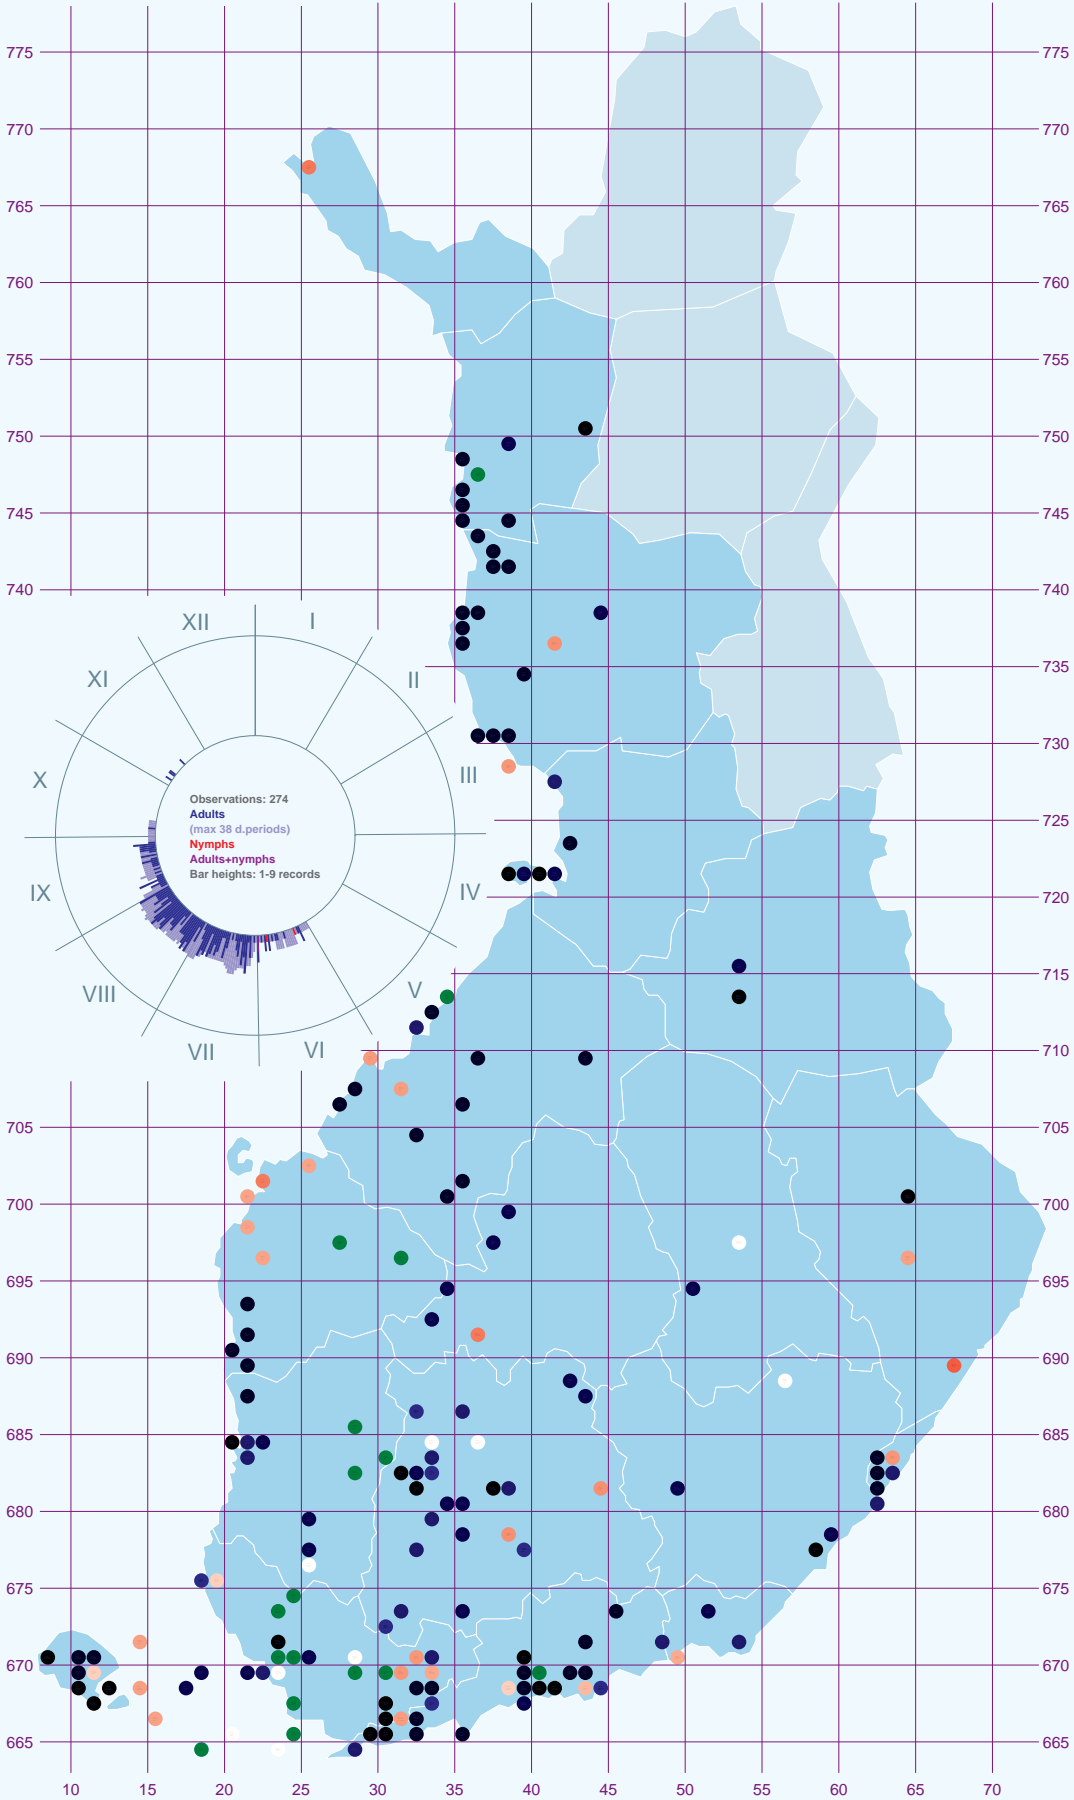 775 775
770 770
765 765
760 760
755 755
750 750
745 745
740 740
XII I
XI II
735
730
X III
Observations: 274
Adults
(max 38 d.periods)
Nymphs
Adults+nymphs
Bar heights: 1-9 records
725
IX IV
720
715
VIII V
VII VI
710
705 705
700 700
695 695
690 690
685 685
680 680
675 675
670 670
665 665
10 15 20 25 30 35 40 45 50 55 60 65 70